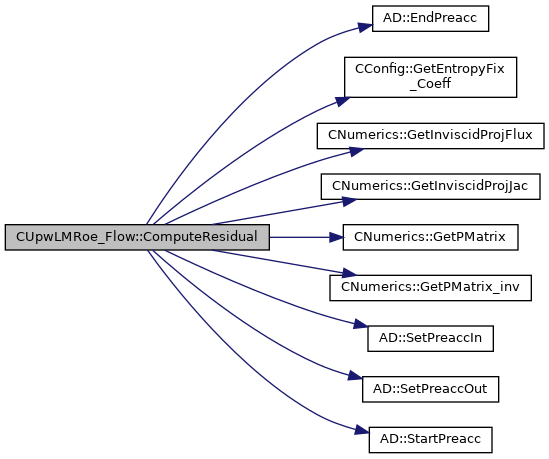 AD::EndPreacc
CConfig::GetEntropyFix
_Coeff
CNumerics::GetInviscidProjFlux
CNumerics::GetInviscidProjJac
CUpwLMRoe_Flow::ComputeResidual
CNumerics::GetPMatrix
CNumerics::GetPMatrix_inv
AD::SetPreaccIn
AD::SetPreaccOut
AD::StartPreacc